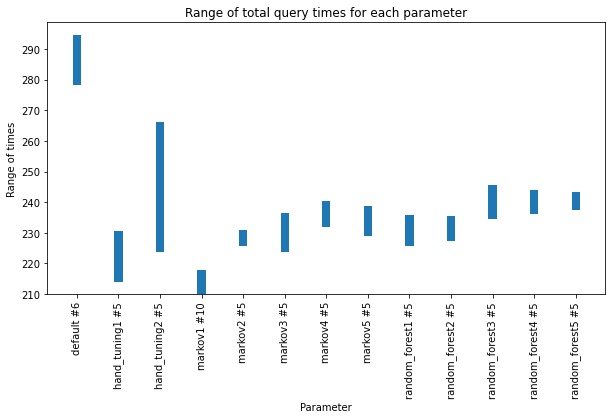 Range of total query times for each parameter
Range of times
290
280
270
260
250
240
230
220
210
default #6
hand_tuning1 #5
hand_tuning2 #5
markov1 #10
markov2 #5
markov3 #5
markov4 #5
markov5 #5
random_forest1 #5
random_forest2 #5
random_forest3 #5
random_forest4 #5
random_forest5 #5
Parameter